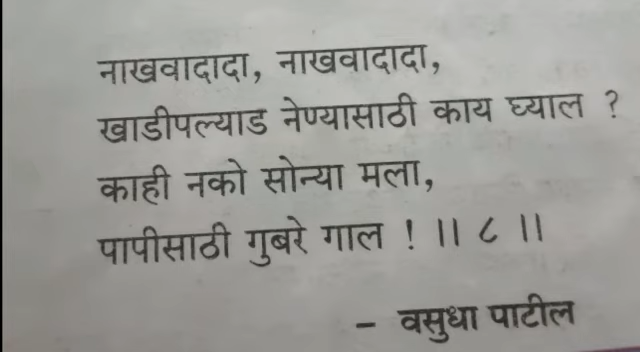 नाखवादादा, नाखवादादा,
खाडीपल्याड नेण्यासाठी काय घ्याल ?
काही नको सोन्या मला,
पापीसाठी गुबरे गाल ! ।। ८ ।।
– वसुधा पाटील